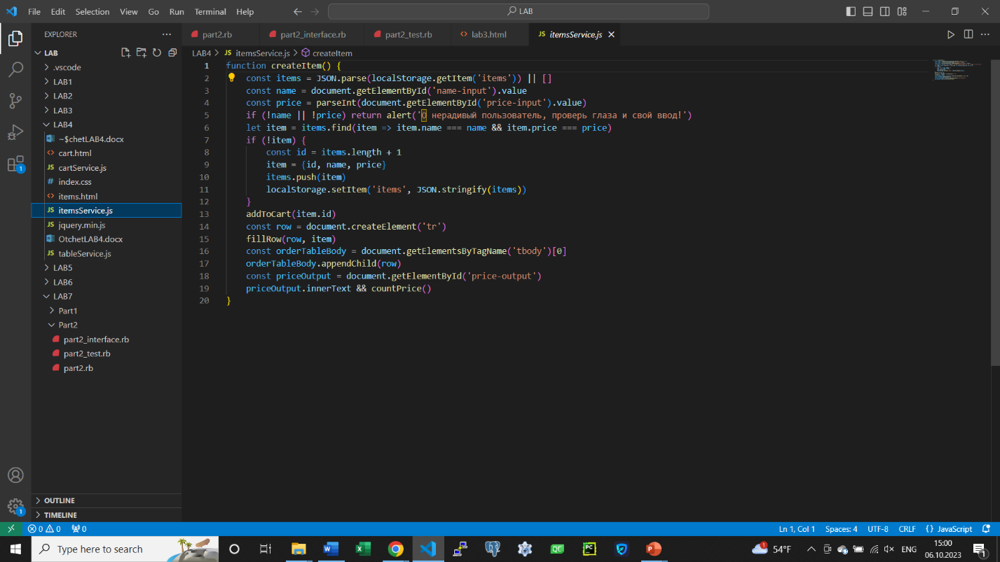 File Edit Selection View Go Run Terminal Help
LAB
EXPLORER
part2.rb
part2_interface.rb
part2_test.rb
lab3.html
JS itemsService.js
LAB
LAB4 > JS itemsService.js > createItem
.vscode
LAB1
LAB2
LAB3
LAB4
~$chetLAB4.docx
cart.html
JS cartService.js
# index.css
items.html
JS itemsService.js
JS jquery.min.js
OtchetLAB4.docx
JS tableService.js
LAB5
LAB6
LAB7
Part1
Part2
part2_interface.rb
part2_test.rb
part2.rb
OUTLINE
TIMELINE
1 function createItem() {
2 const items = JSON.parse(localStorage.getItem('items')) || []
3 const name = document.getElementById('name-input').value
4 const price = parseInt(document.getElementById('price-input').value)
5 if (!name || !price) return alert('О нерадивый пользователь, проверь глаза и свой ввод!')
6 let item = items.find(item => item.name === name && item.price === price)
7 if (!item) {
8 const id = items.length + 1
9 item = {id, name, price}
10 items.push(item)
11 localStorage.setItem('items', JSON.stringify(items))
12 }
13 addToCart(item.id)
14 const row = document.createElement('tr')
15 fillRow(row, item)
16 const orderTableBody = document.getElementsByTagName('tbody')[0]
17 orderTableBody.appendChild(row)
18 const priceOutput = document.getElementById('price-output')
19 priceOutput.innerText && countPrice()
20 }
0 0 0
Ln 1, Col 1 Spaces: 4 UTF-8 CRLF {} JavaScript
Type here to search
54°F
ENG
15:00
06.10.2023